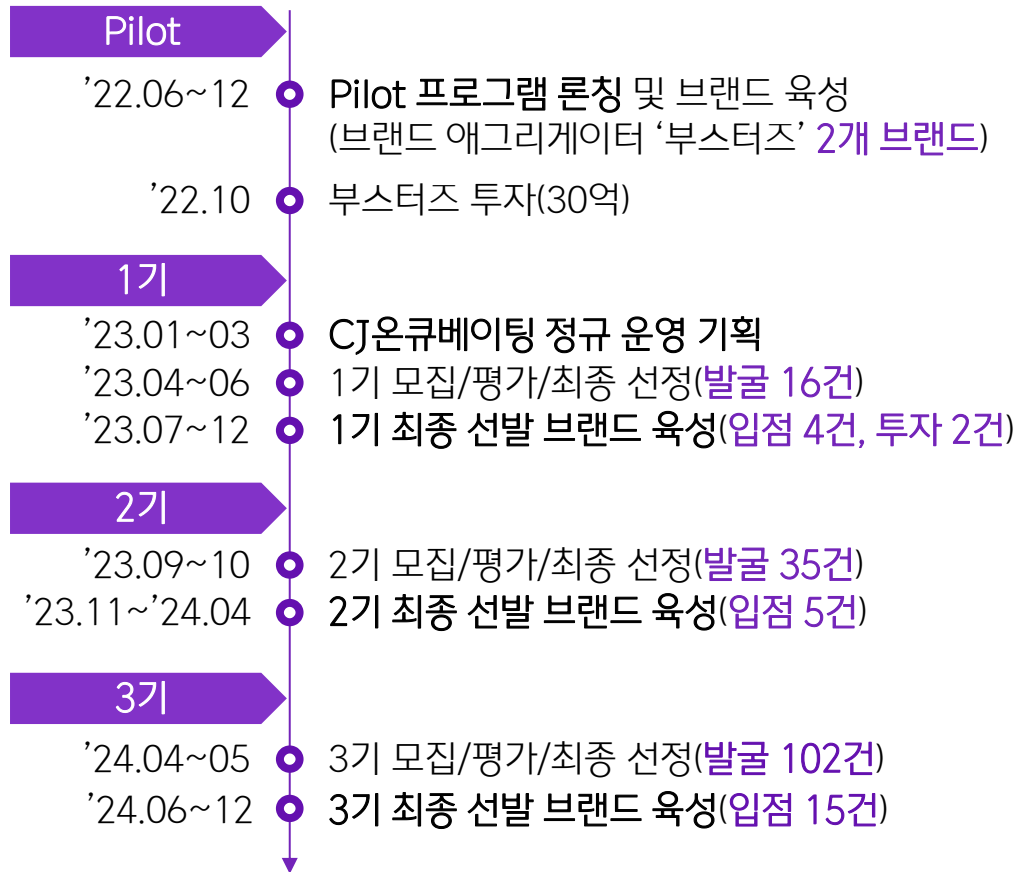 Pilot
’22.06~12 Pilot 프로그램 론칭 및 브랜드 육성
(브랜드 애그리게이터 ‘부스터즈’ 2개 브랜드)
’22.10 부스터즈 투자(30억)
1기
’23.01~03 CJ온큐베이팅 정규 운영 기획
’23.04~06 1기 모집/평가/최종 선정(발굴 16건)
’23.07~12 1기 최종 선발 브랜드 육성(입점 4건, 투자 2건)
2기
’23.09~10 2기 모집/평가/최종 선정(발굴 35건)
’23.11~’24.04 2기 최종 선발 브랜드 육성(입점 5건)
3기
’24.04~05 3기 모집/평가/최종 선정(발굴 102건)
’24.06~12 3기 최종 선발 브랜드 육성(입점 15건)